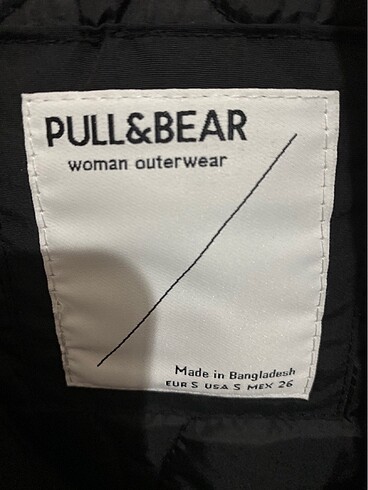 PULL&BEAR
woman outerwear
Made in Bangladesh
EUR S USA S MEX 26